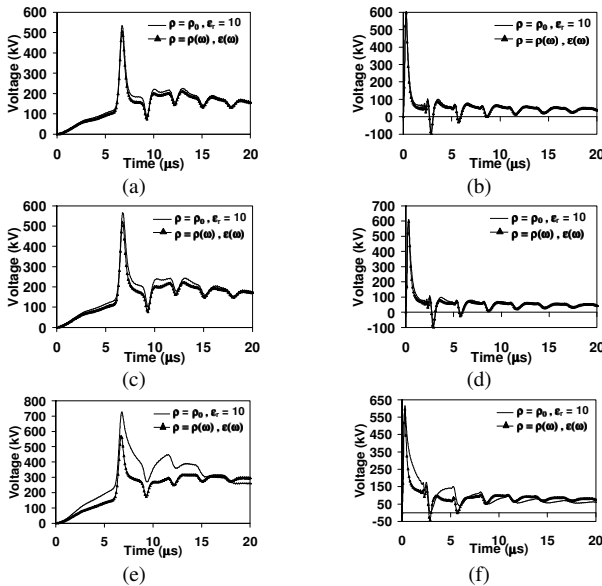 600
500
400
300
200
100
0
Voltage (kV)
0 5 10 15 20
Time (µs)
ρ = ρ₀ , εᵣ = 10
ρ = ρ(ω) , ε(ω)
(a)
600
500
400
300
200
100
0
-100
Voltage (kV)
0 5 10 15 20
Time (µs)
ρ = ρ₀ , εᵣ = 10
ρ = ρ(ω) , ε(ω)
(b)
600
500
400
300
200
100
0
Voltage (kV)
0 5 10 15 20
Time (µs)
ρ = ρ₀ , εᵣ = 10
ρ = ρ(ω) , ε(ω)
(c)
700
600
500
400
300
200
100
0
-100
Voltage (kV)
0 5 10 15 20
Time (µs)
ρ = ρ₀ , εᵣ = 10
ρ = ρ(ω) , ε(ω)
(d)
800
700
600
500
400
300
200
100
0
Voltage (kV)
0 5 10 15 20
Time (µs)
ρ = ρ₀ , εᵣ = 10
ρ = ρ(ω) , ε(ω)
(e)
650
550
450
350
250
150
50
-50
Voltage (kV)
0 5 10 15 20
Time (µs)
ρ = ρ₀ , εᵣ = 10
ρ = ρ(ω) , ε(ω)
(f)